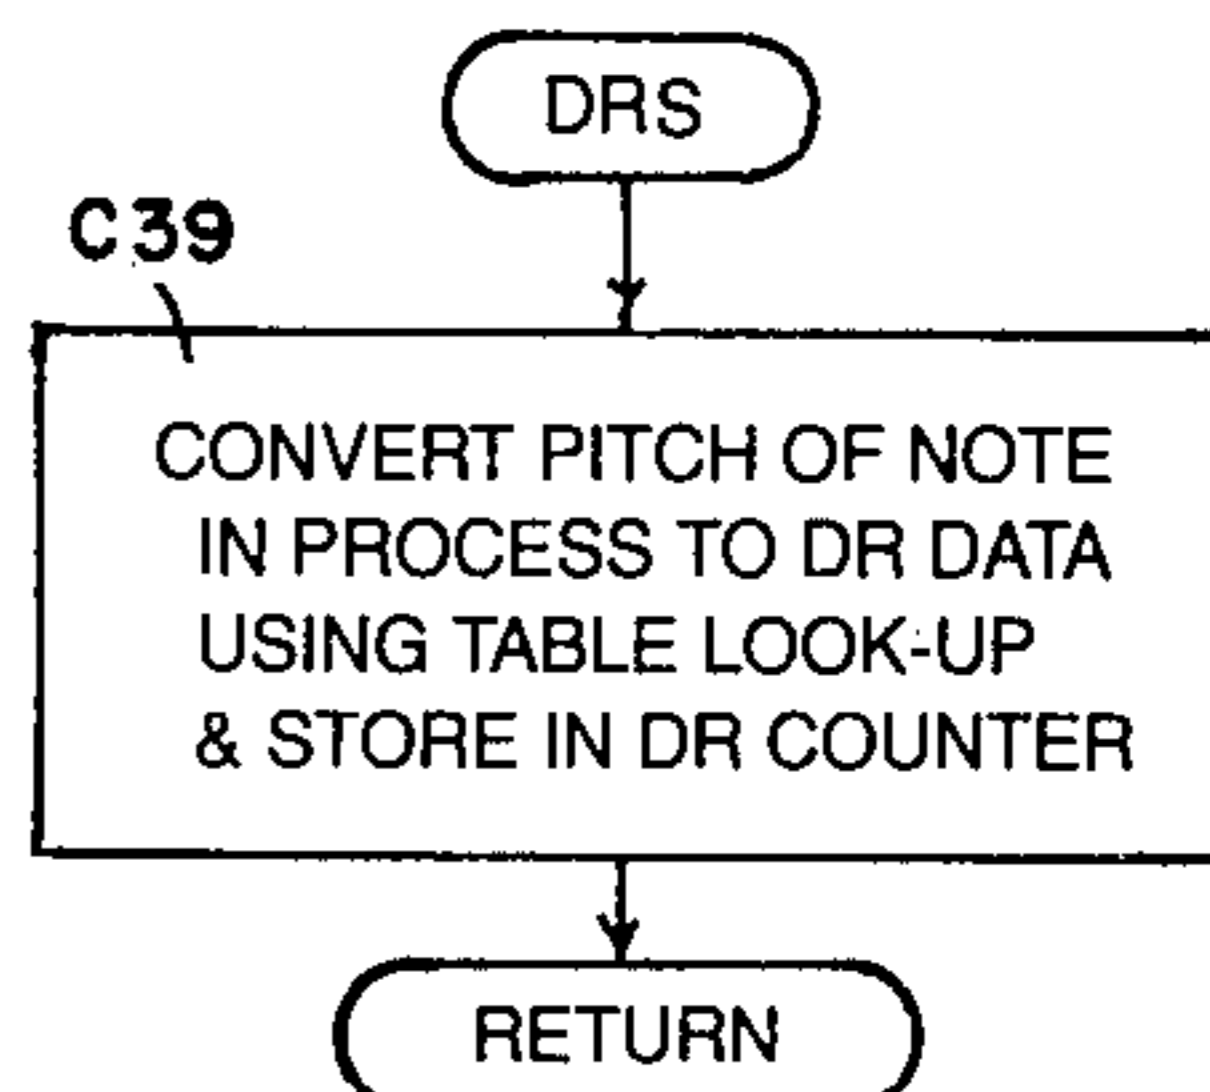 DRS
C39
CONVERT PITCH OF NOTE
IN PROCESS TO DR DATA
USING TABLE LOOK-UP
& STORE IN DR COUNTER
RETURN